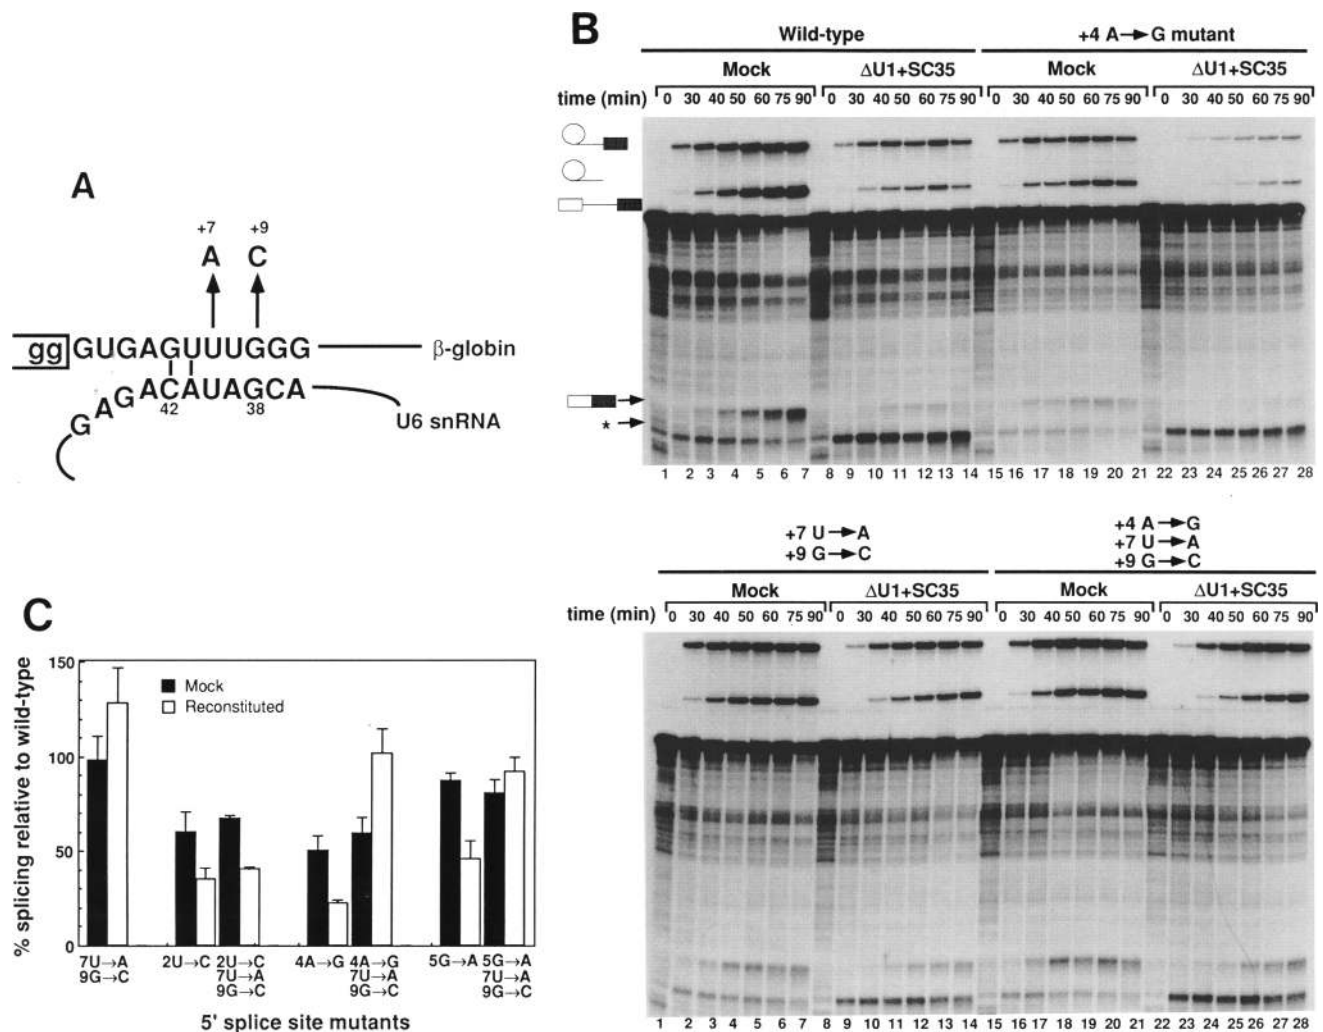 A
+7 +9
A C
gg GUGAGUUUGGG β-globin
GAGACAUAGCA
42 38
U6 snRNA
B
Wild-type +4 A→G mutant
Mock ΔU1+SC35 Mock ΔU1+SC35
time (min) 0 30 40 50 60 75 90 0 30 40 50 60 75 90 0 30 40 50 60 75 90 0 30 40 50 60 75 90
*
1 2 3 4 5 6 7 8 9 10 11 12 13 14 15 16 17 18 19 20 21 22 23 24 25 26 27 28
+7 U→A
+9 G→C
+4 A→G
+7 U→A
+9 G→C
Mock ΔU1+SC35 Mock ΔU1+SC35
time (min) 0 30 40 50 60 75 90 0 30 40 50 60 75 90 0 30 40 50 60 75 90 0 30 40 50 60 75 90
1 2 3 4 5 6 7 8 9 10 11 12 13 14 15 16 17 18 19 20 21 22 23 24 25 26 27 28
C
% splicing relative to wild-type
150
100
50
0
Mock
Reconstituted
7U→A 2U→C 2U→C 4A→G 4A→G 5G→A 5G→A
9G→C 7U→A 7U→A 7U→A
9G→C 9G→C 9G→C
5' splice site mutants